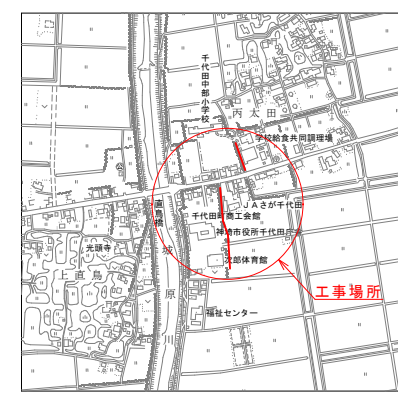 千代田中部小学校
丙太田
学校給食共同調理場
直鳥橋
JAさが千代田
千代田町商工会館
神埼市役所千代田庁舎
光頭寺
城原川
次郎体育館
上直鳥
工事場所
福祉センター